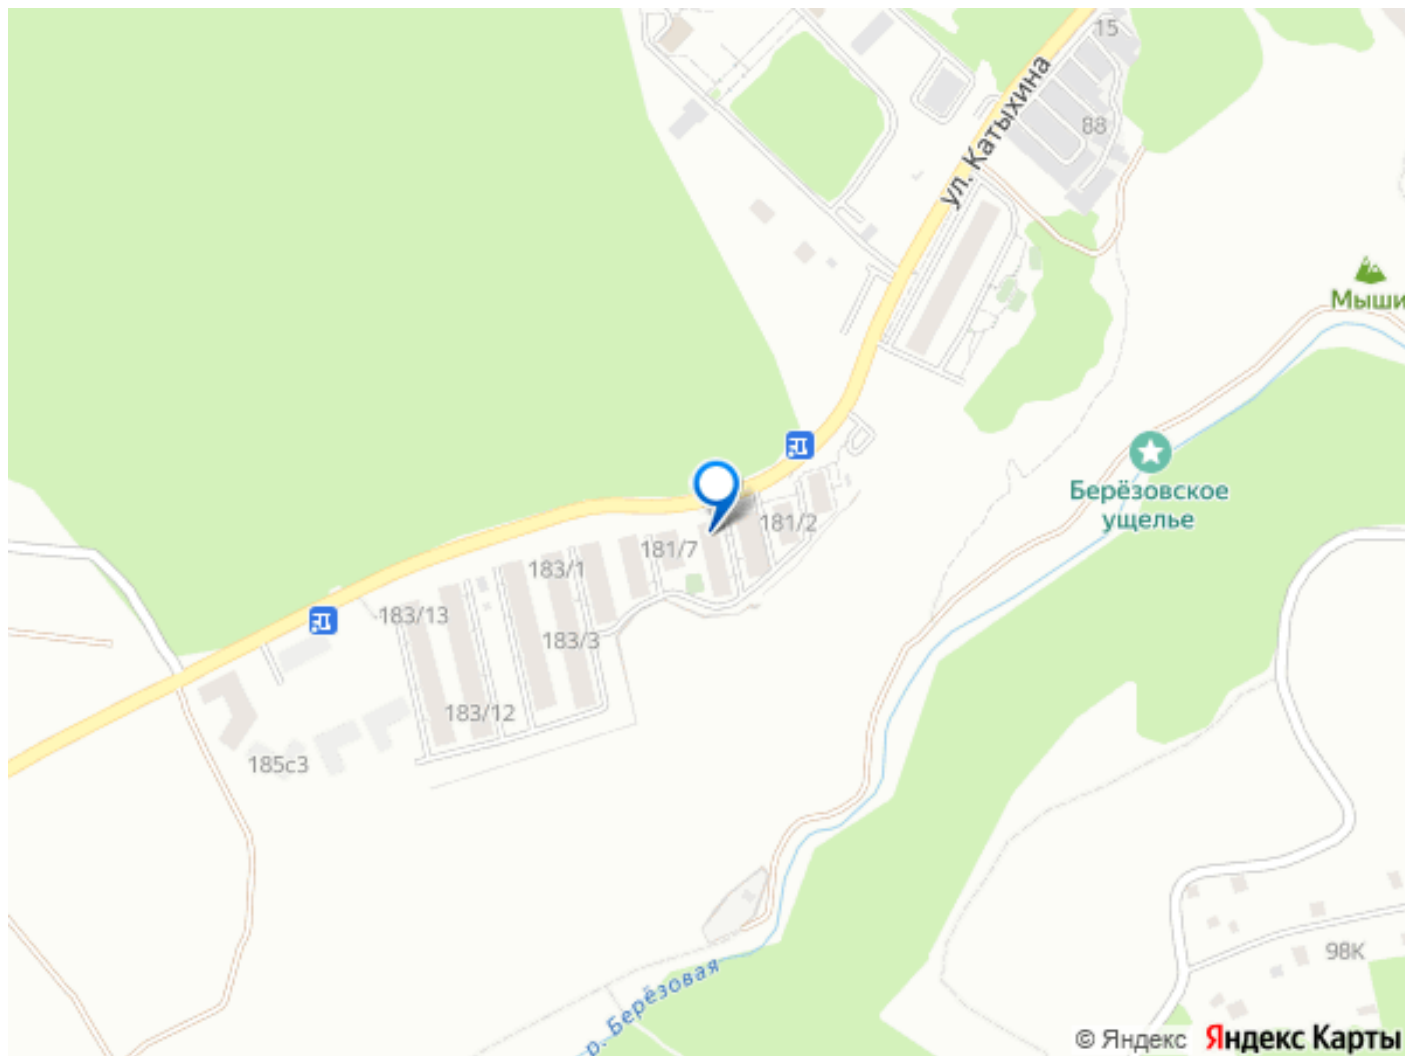 15
ул. Катыхина
88
Мыши
Берёзовское
ущелье
181/2
181/7
183/1
183/13
183/3
183/12
185с3
98К
р. Берёзовая
© Яндекс Яндекс Карты